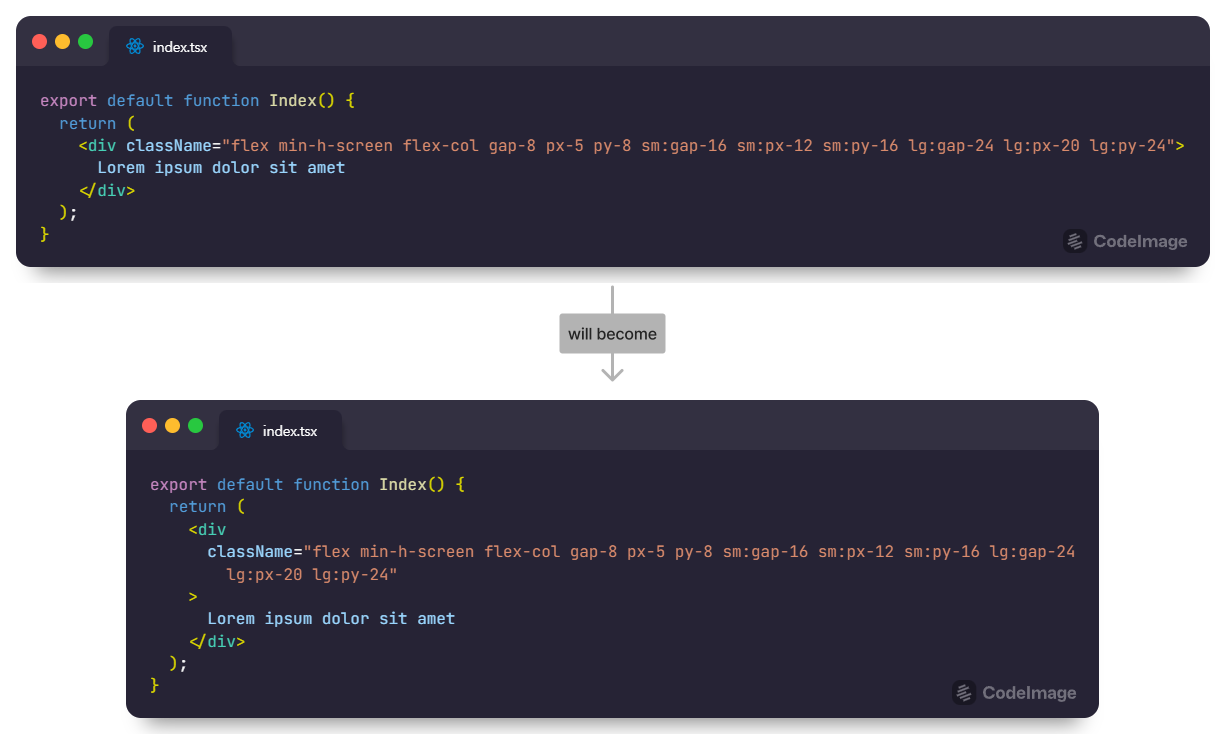 index.tsx
export default function Index() {
  return (
    <div className="flex min-h-screen flex-col gap-8 px-5 py-8 sm:gap-16 sm:px-12 sm:py-16 lg:gap-24 lg:px-20 lg:py-24">
      Lorem ipsum dolor sit amet
    </div>
  );
}
CodeImage
will become
index.tsx
export default function Index() {
  return (
    <div
      className="flex min-h-screen flex-col gap-8 px-5 py-8 sm:gap-16 sm:px-12 sm:py-16 lg:gap-24
        lg:px-20 lg:py-24"
    >
      Lorem ipsum dolor sit amet
    </div>
  );
}
CodeImage